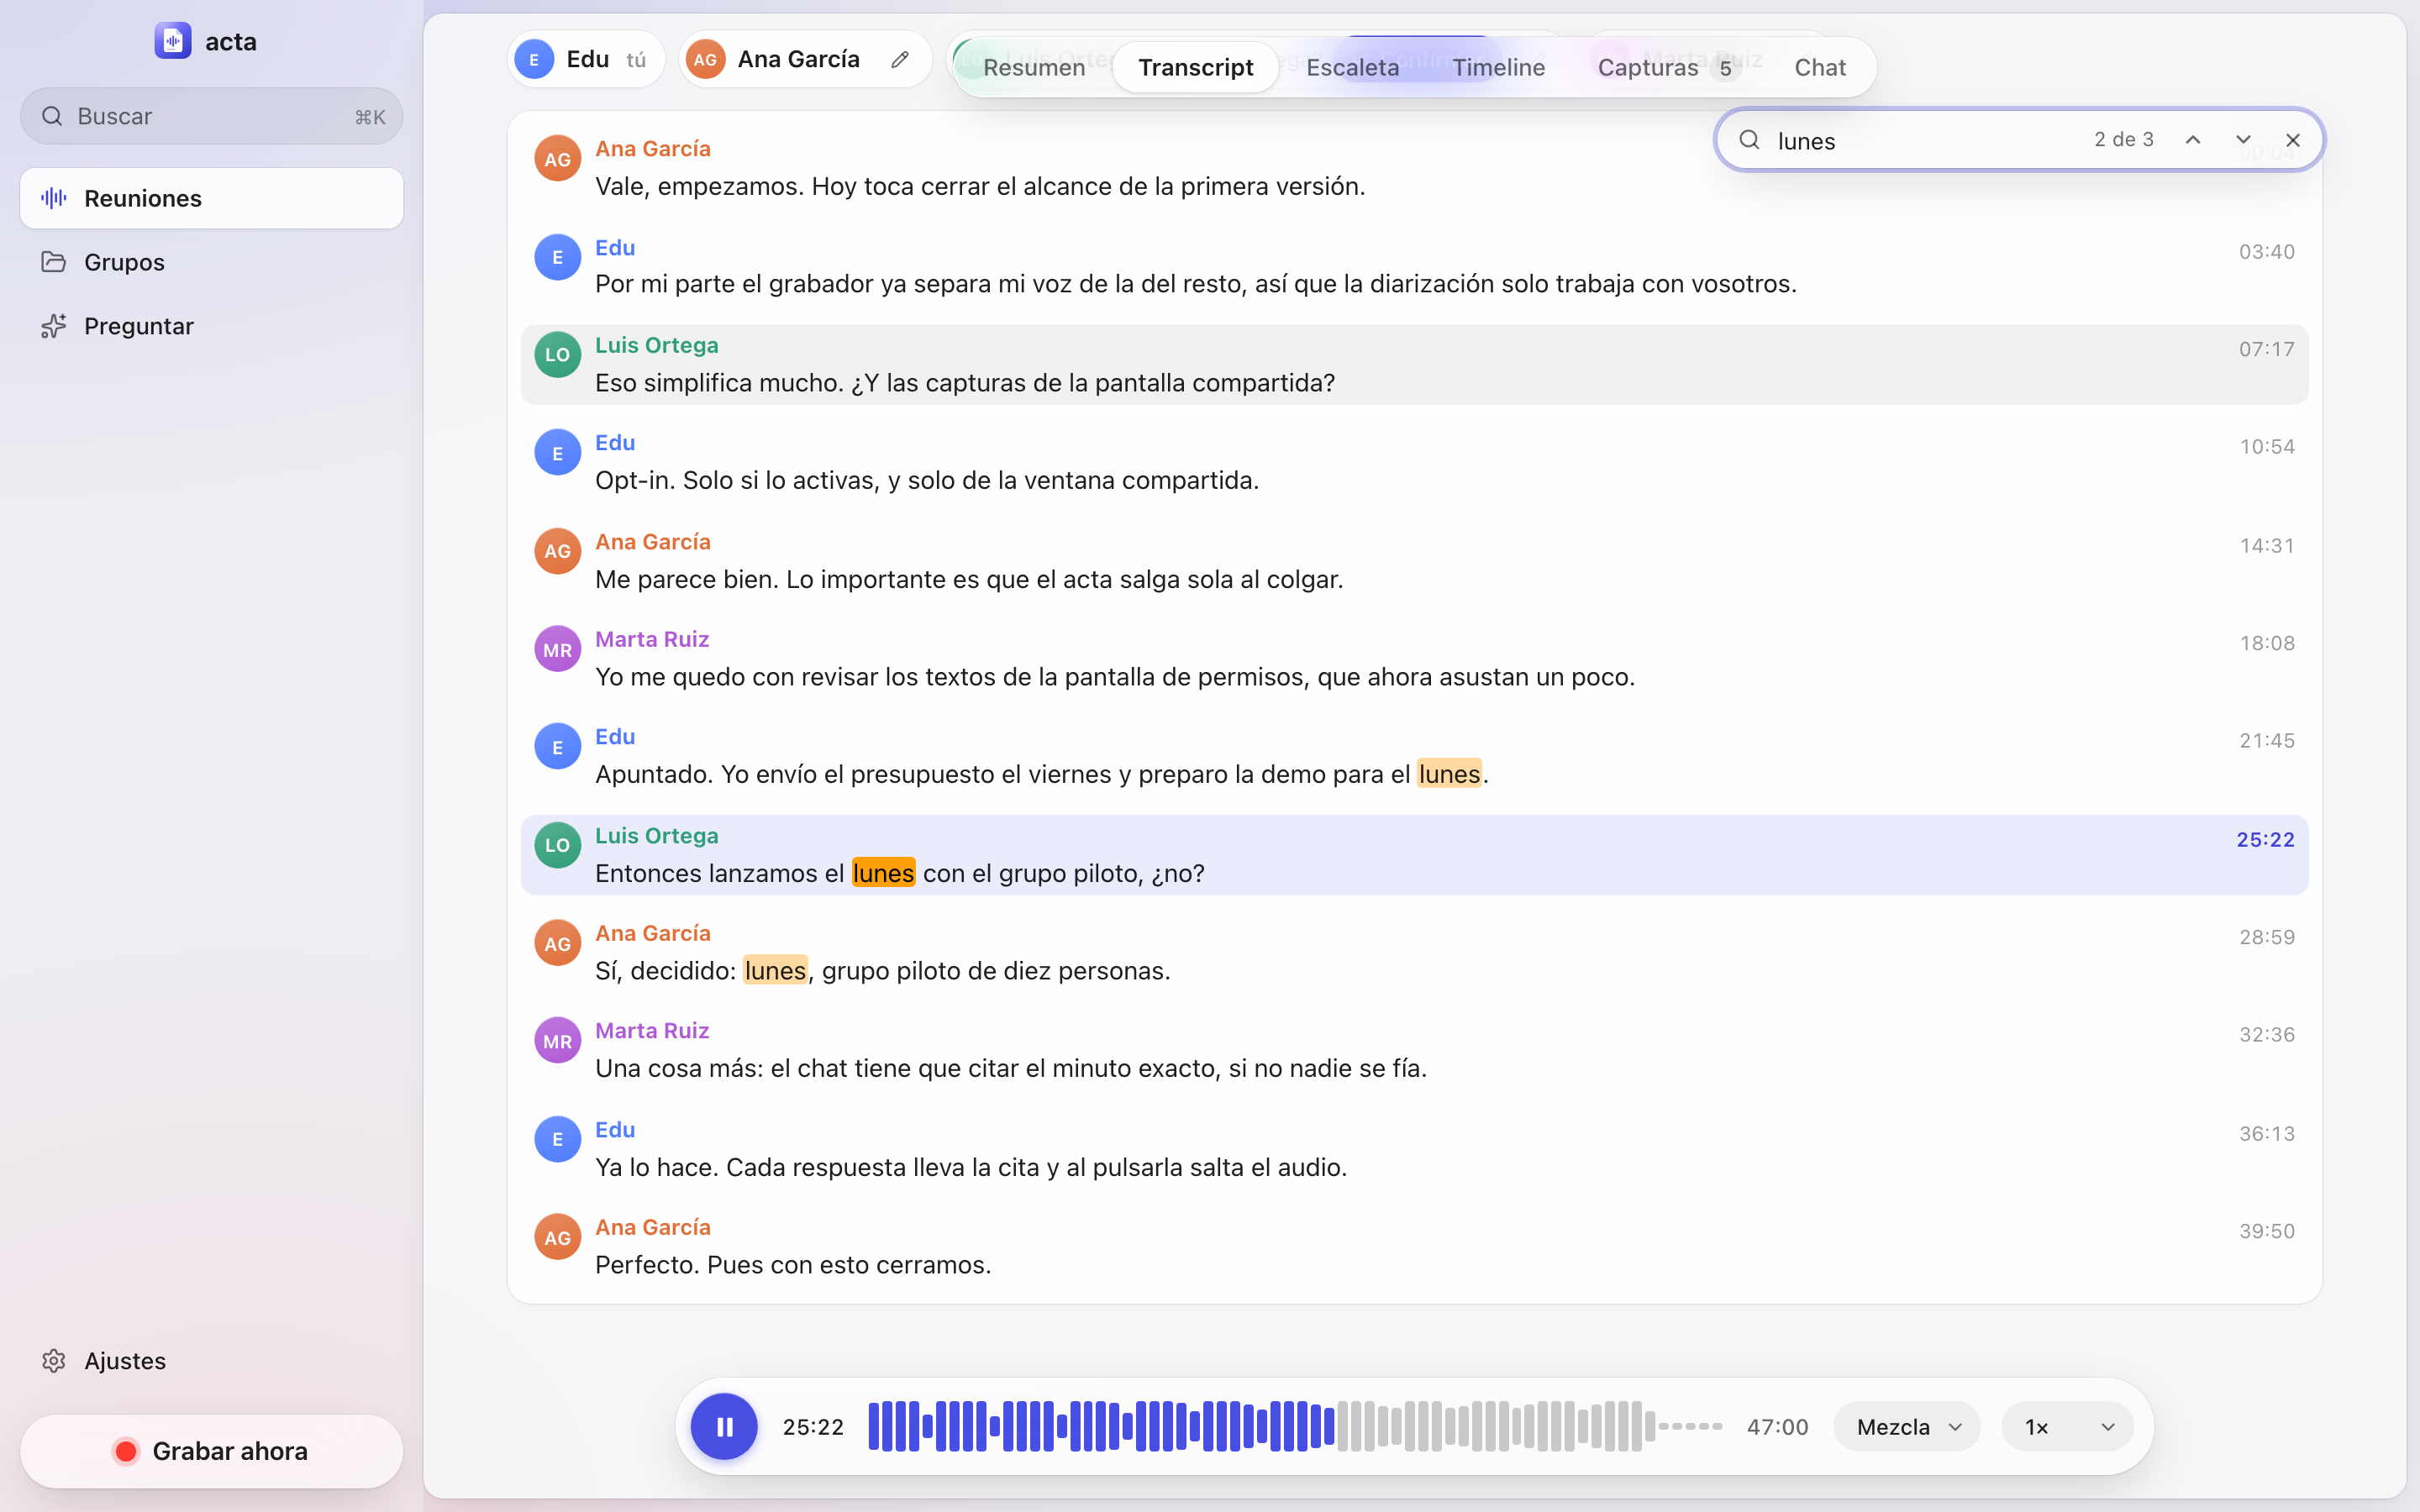 acta
Buscar ⌘K
Reuniones
Grupos
Preguntar
Ajustes
Grabar ahora
E Edu tú
AG Ana García
Luis Ortega
Marta Ruiz
Resumen Transcript Escaleta Timeline Capturas 5 Chat
lunes 2 de 3
AG Ana García 00:04
Vale, empezamos. Hoy toca cerrar el alcance de la primera versión.
E Edu 03:40
Por mi parte el grabador ya separa mi voz de la del resto, así que la diarización solo trabaja con vosotros.
LO Luis Ortega 07:17
Eso simplifica mucho. ¿Y las capturas de la pantalla compartida?
E Edu 10:54
Opt-in. Solo si lo activas, y solo de la ventana compartida.
AG Ana García 14:31
Me parece bien. Lo importante es que el acta salga sola al colgar.
MR Marta Ruiz 18:08
Yo me quedo con revisar los textos de la pantalla de permisos, que ahora asustan un poco.
E Edu 21:45
Apuntado. Yo envío el presupuesto el viernes y preparo la demo para el lunes.
LO Luis Ortega 25:22
Entonces lanzamos el lunes con el grupo piloto, ¿no?
AG Ana García 28:59
Sí, decidido: lunes, grupo piloto de diez personas.
MR Marta Ruiz 32:36
Una cosa más: el chat tiene que citar el minuto exacto, si no nadie se fía.
E Edu 36:13
Ya lo hace. Cada respuesta lleva la cita y al pulsarla salta el audio.
AG Ana García 39:50
Perfecto. Pues con esto cerramos.
25:22 47:00 Mezcla 1×